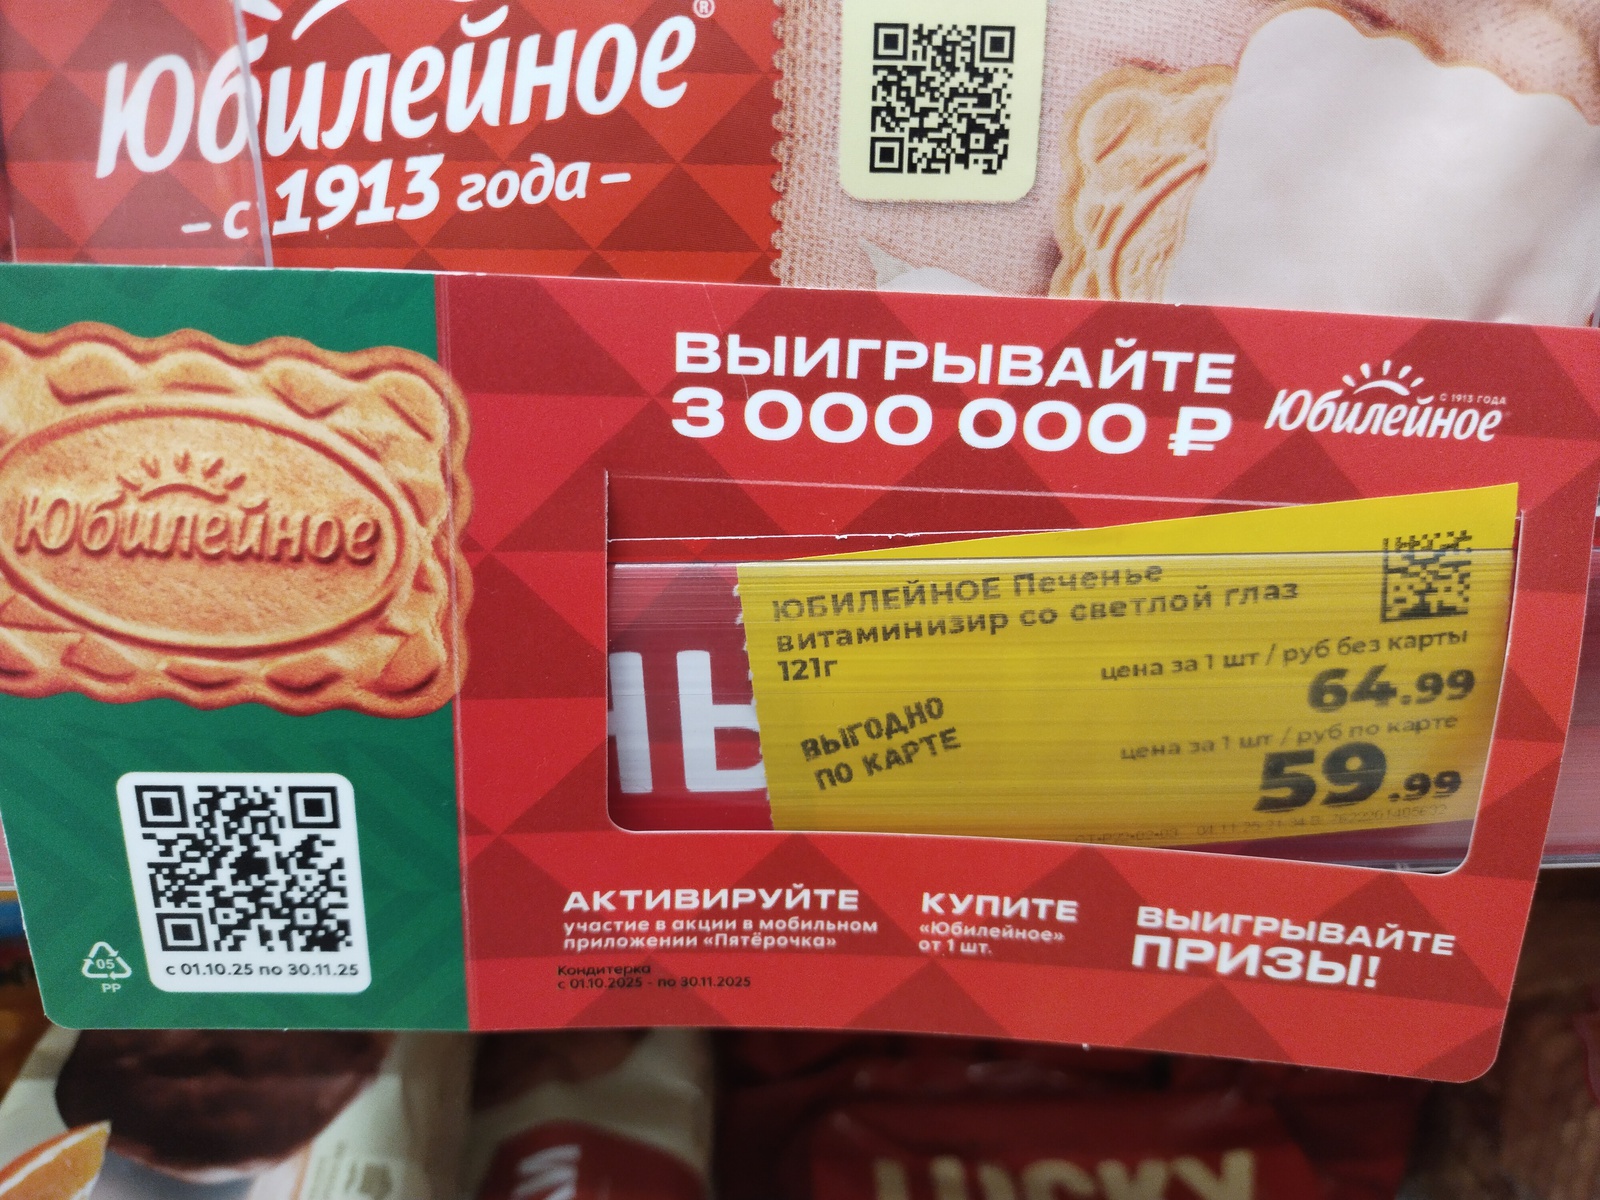 Юбилейное®
– с 1913 года –
ВЫИГРЫВАЙТЕ
3 000 000 ₽
С 1913 ГОДА
Юбилейное
Юбилейное
ЮБИЛЕЙНОЕ Печенье
витаминизир со светлой глаз
121г
цена за 1 шт / руб без карты
64.99
ВЫГОДНО
ПО КАРТЕ
цена за 1 шт / руб по карте
59.99
с 01.10.25 по 30.11.25
05
PP
АКТИВИРУЙТЕ
участие в акции в мобильном
приложении «Пятёрочка»
Кондитерка
с 01.10.2025 - по 30.11.2025
КУПИТЕ
«Юбилейное»
от 1 шт.
ВЫИГРЫВАЙТЕ
ПРИЗЫ!